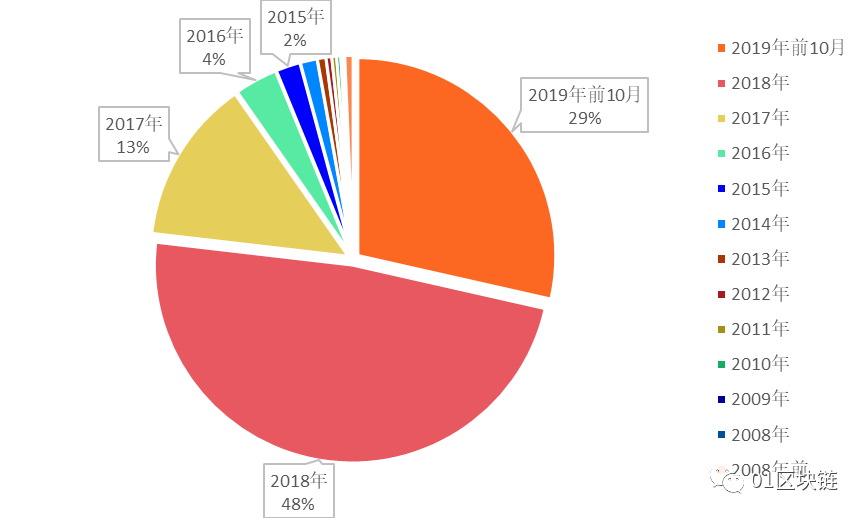 2015年
2%
2016年
4%
2019年前10月
29%
2017年
13%
2018年
48%
2019年前10月
2018年
2017年
2016年
2015年
2014年
2013年
2012年
2011年
2010年
2009年
2008年
2008年前
01区块链